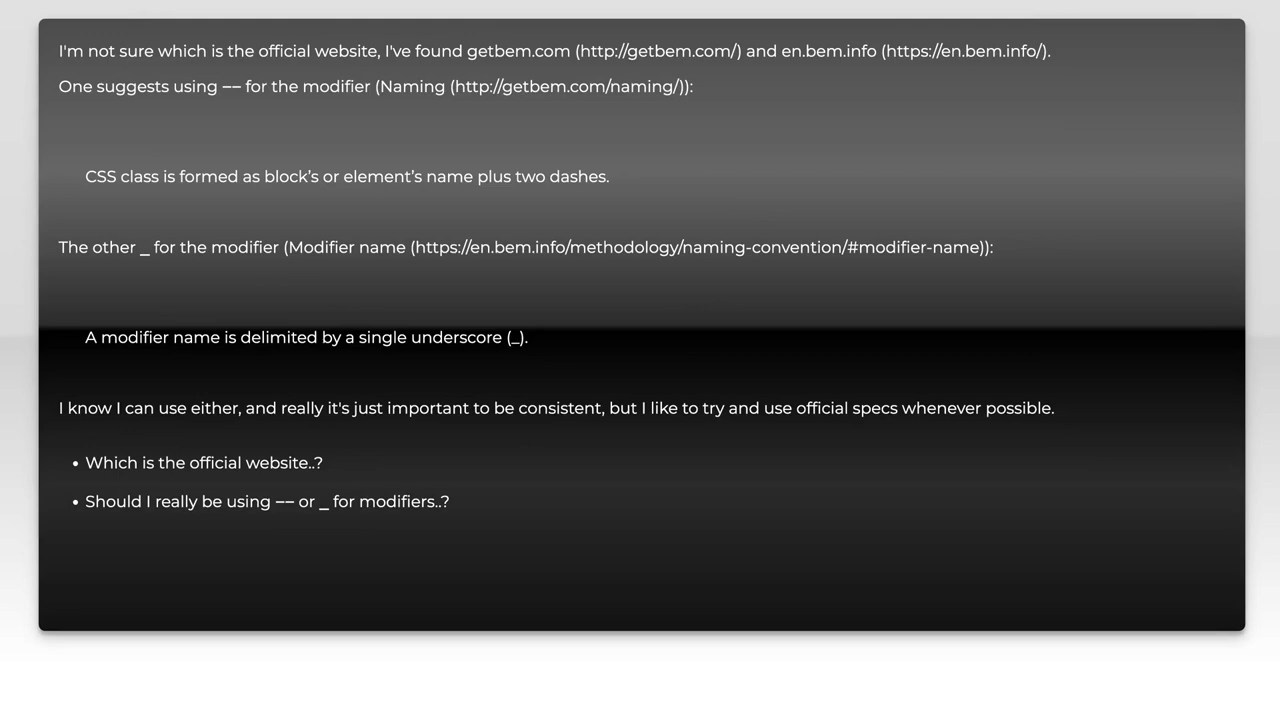 I'm not sure which is the official website, I've found getbem.com (http://getbem.com/) and en.bem.info (https://en.bem.info/).
One suggests using -- for the modifier (Naming (http://getbem.com/naming/)):
CSS class is formed as block’s or element’s name plus two dashes.
The other _ for the modifier (Modifier name (https://en.bem.info/methodology/naming-convention/#modifier-name)):
A modifier name is delimited by a single underscore (_).
I know I can use either, and really it's just important to be consistent, but I like to try and use official specs whenever possible.
• Which is the official website..?
• Should I really be using -- or _ for modifiers..?